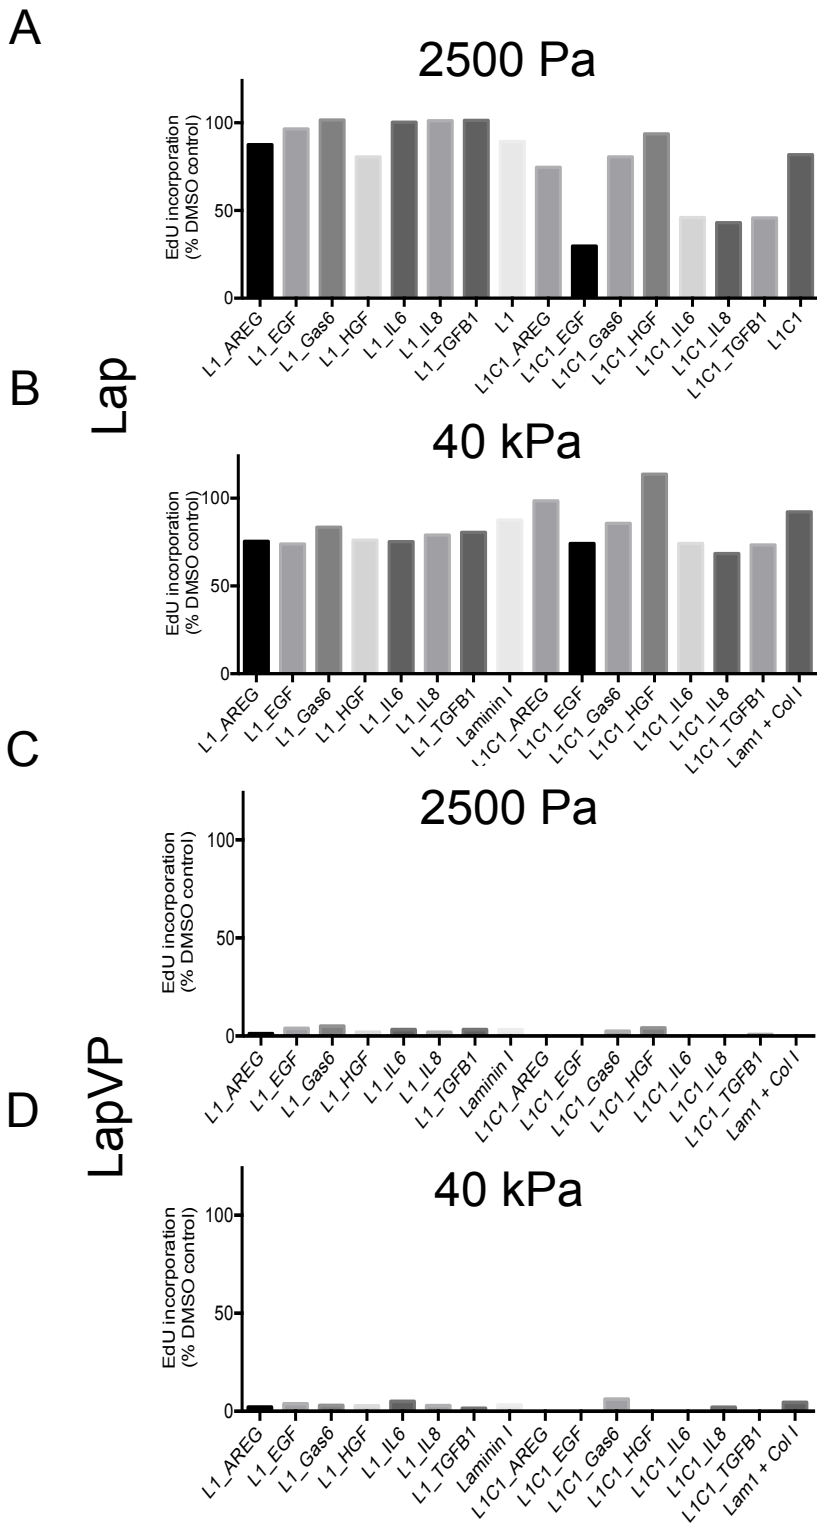 A
2500 Pa
EdU incorporation
(% DMSO control)
100
50
0
L1_AREG
L1_EGF
L1_Gas6
L1_HGF
L1_IL6
L1_IL8
L1_TGFB1
L1
L1C1_AREG
L1C1_EGF
L1C1_Gas6
L1C1_HGF
L1C1_IL6
L1C1_IL8
L1C1_TGFB1
L1C1
Lap
B
40 kPa
EdU incorporation
(% DMSO control)
100
50
0
L1_AREG
L1_EGF
L1_Gas6
L1_HGF
L1_IL6
L1_IL8
L1_TGFB1
Laminin I
L1C1_AREG
L1C1_EGF
L1C1_Gas6
L1C1_HGF
L1C1_IL6
L1C1_IL8
L1C1_TGFB1
Lam1 + Col I
C
2500 Pa
EdU incorporation
(% DMSO control)
100
50
0
L1_AREG
L1_EGF
L1_Gas6
L1_HGF
L1_IL6
L1_IL8
L1_TGFB1
Laminin I
L1C1_AREG
L1C1_EGF
L1C1_Gas6
L1C1_HGF
L1C1_IL6
L1C1_IL8
L1C1_TGFB1
Lam1 + Col I
LapVP
D
40 kPa
EdU incorporation
(% DMSO control)
100
50
0
L1_AREG
L1_EGF
L1_Gas6
L1_HGF
L1_IL6
L1_IL8
L1_TGFB1
Laminin I
L1C1_AREG
L1C1_EGF
L1C1_Gas6
L1C1_HGF
L1C1_IL6
L1C1_IL8
L1C1_TGFB1
Lam1 + Col I